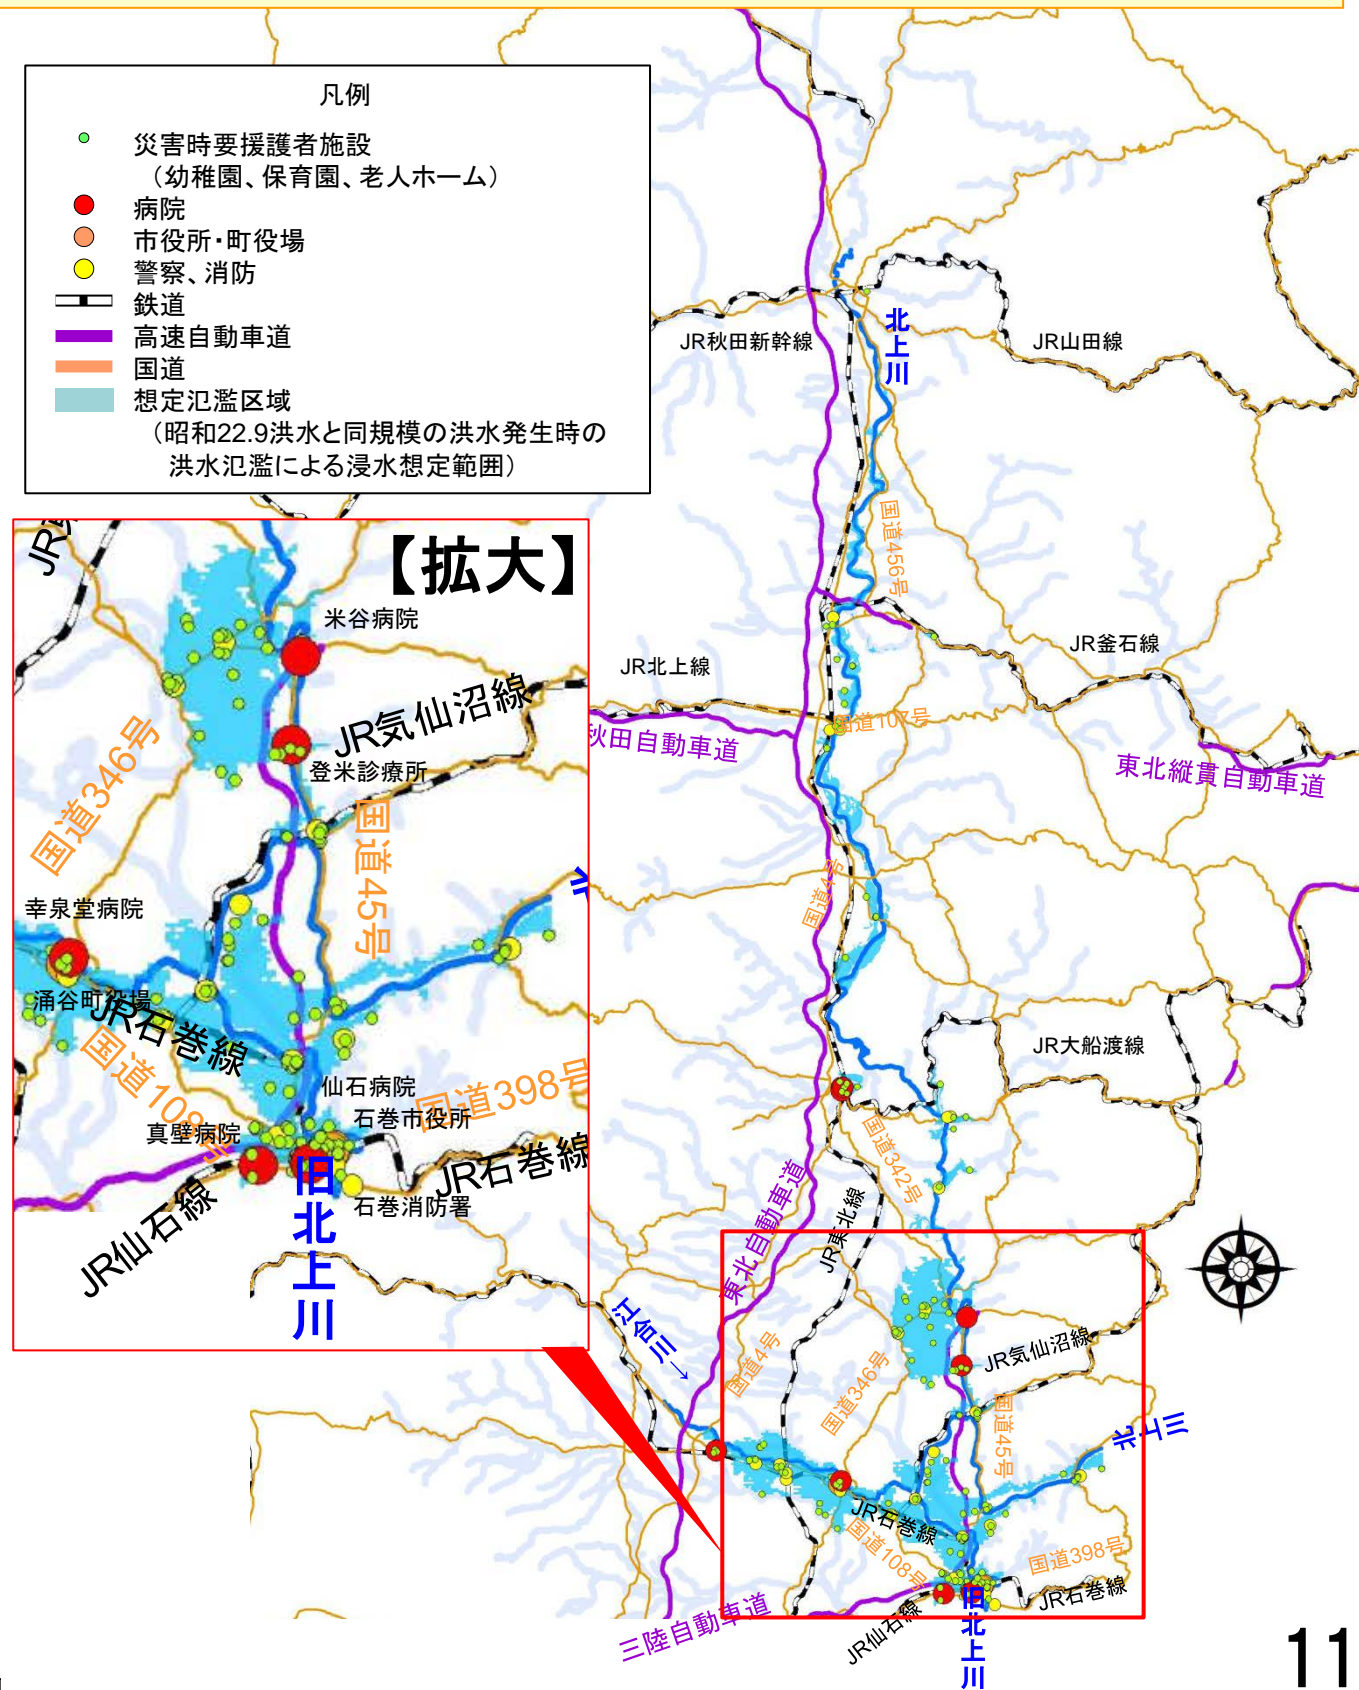 凡例
災害時要援護者施設
（幼稚園、保育園、老人ホーム）
病院
市役所・町役場
警察、消防
鉄道
高速自動車道
国道
想定氾濫区域
（昭和22.9洪水と同規模の洪水発生時の
洪水氾濫による浸水想定範囲）
JR秋田新幹線
北上川
JR山田線
国道456号
JR釜石線
JR北上線
国道107号
秋田自動車道
東北縦貫自動車道
国道4号
JR大船渡線
国道342号
東北自動車道
JR東北線
江合川→
国道4号
国道346号
JR気仙沼線
国道45号
北上川
JR石巻線
国道108号
国道398号
JR石巻線
JR仙石線
旧北上川
三陸自動車道
【拡大】
JR
米谷病院
JR気仙沼線
登米診療所
国道346号
国道45号
幸泉堂病院
涌谷町役場
JR石巻線
国道108号
仙石病院
国道398号
石巻市役所
真壁病院
JR石巻線
石巻消防署
JR仙石線
旧北上川
11